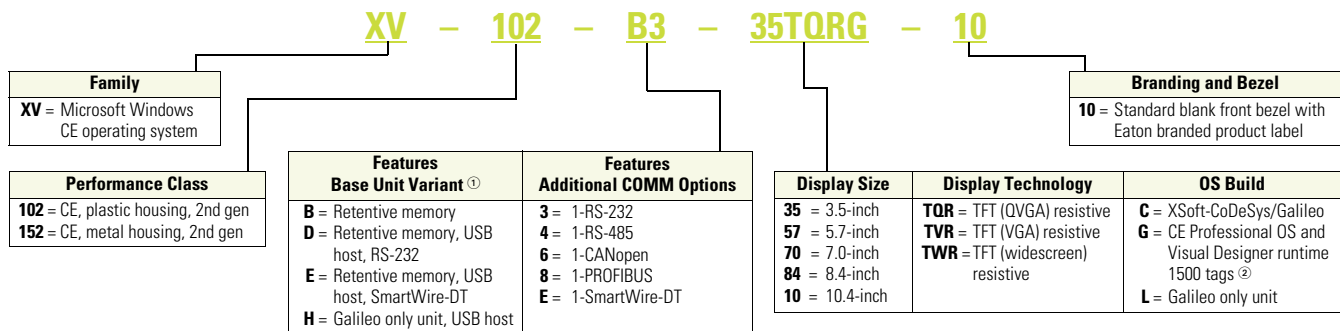 XV – 102 – B3 – 35TQRG – 10
Family
XV = Microsoft Windows
CE operating system
Branding and Bezel
10 = Standard blank front bezel with
Eaton branded product label
Performance Class
102 = CE, plastic housing, 2nd gen
152 = CE, metal housing, 2nd gen
Features
Base Unit Variant ①
B = Retentive memory
D = Retentive memory, USB
host, RS-232
E = Retentive memory, USB
host, SmartWire-DT
H = Galileo only unit, USB host
Features
Additional COMM Options
3 = 1-RS-232
4 = 1-RS-485
6 = 1-CANopen
8 = 1-PROFIBUS
E = 1-SmartWire-DT
Display Size
35 = 3.5-inch
57 = 5.7-inch
70 = 7.0-inch
84 = 8.4-inch
10 = 10.4-inch
Display Technology
TQR = TFT (QVGA) resistive
TVR = TFT (VGA) resistive
TWR = TFT (widescreen)
resistive
OS Build
C = XSoft-CoDeSys/Galileo
G = CE Professional OS and
Visual Designer runtime
1500 tags ②
L = Galileo only unit